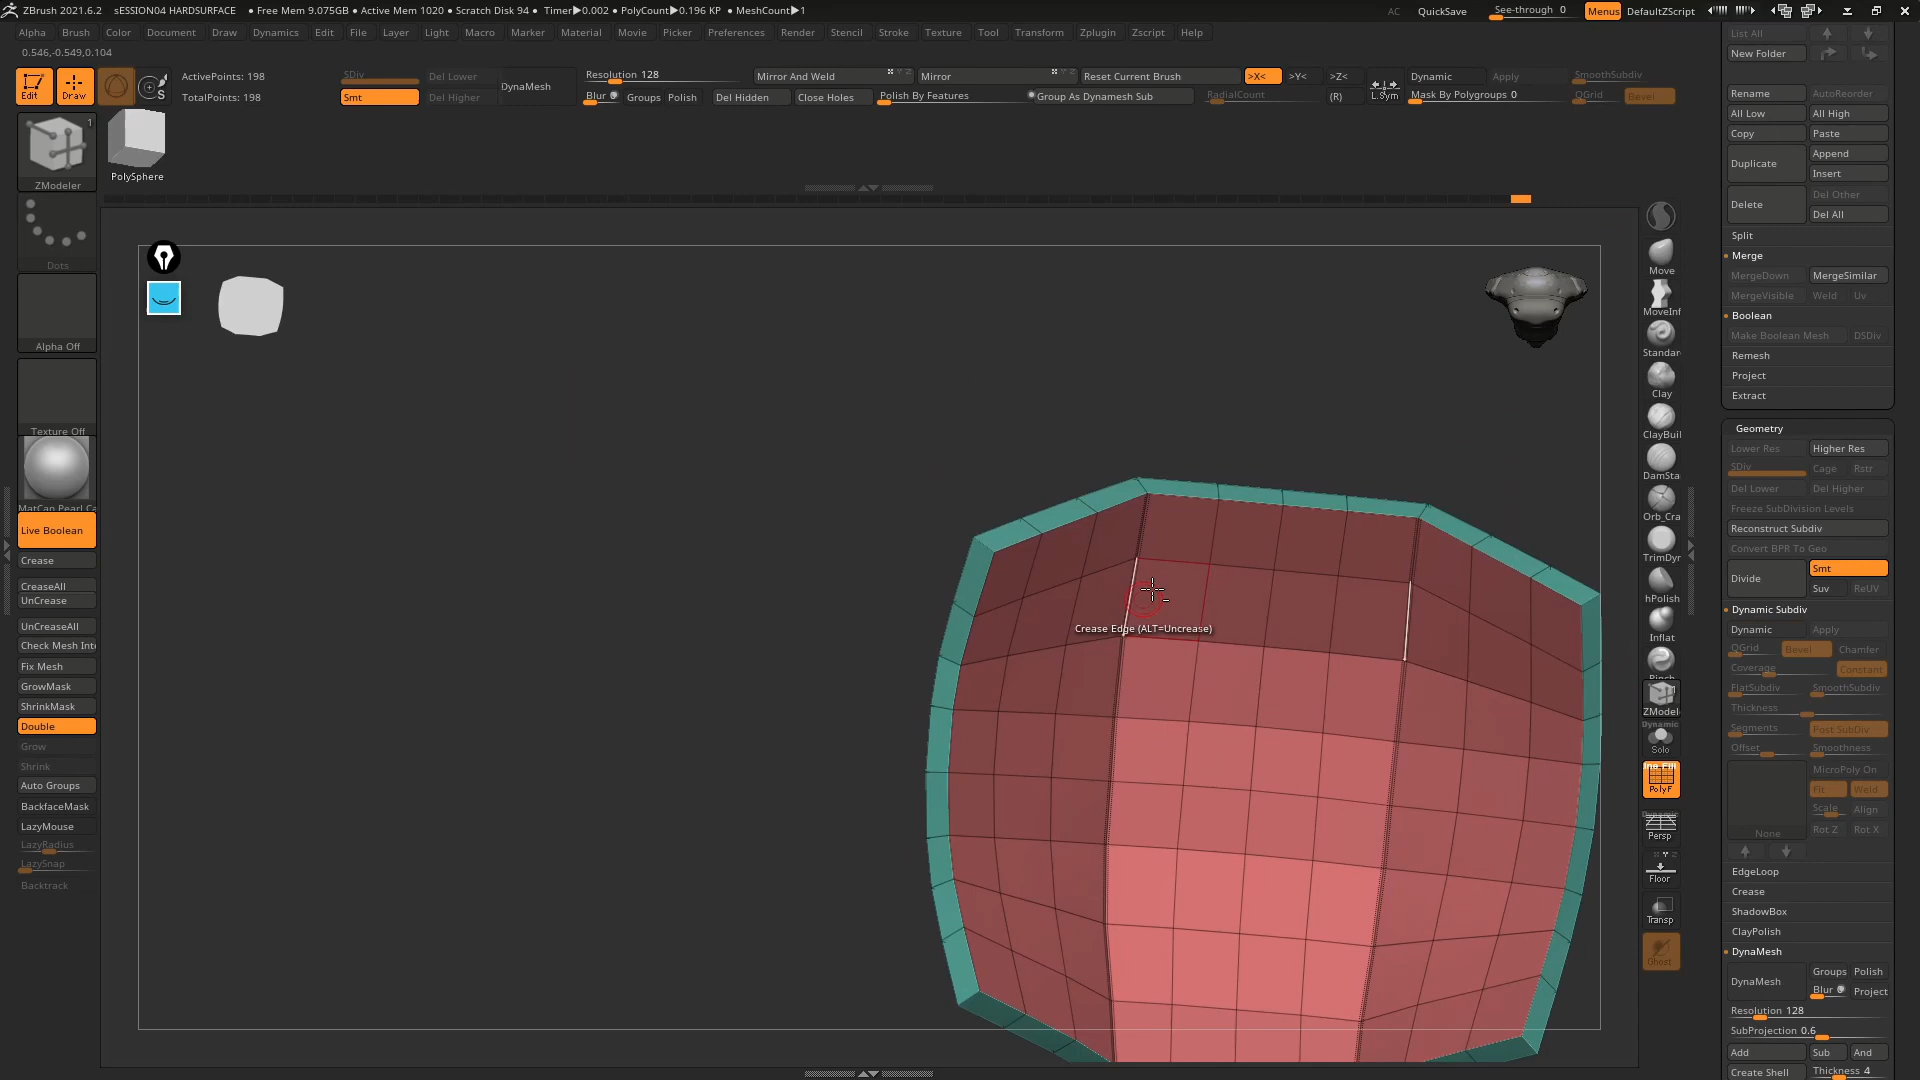 ZBrush 2021.6.2 sESSION04 HARDSURFACE • Free Mem 9.075GB • Active Mem 1020 • Scratch Disk 94 • Timer▶0.002 • PolyCount▶0.196 KP • MeshCount▶1 AC QuickSave See-through 0 Menus DefaultZScript
Alpha Brush Color Document Draw Dynamics Edit File Layer Light Macro Marker Material Movie Picker Preferences Render Stencil Stroke Texture Tool Transform Zplugin Zscript Help
0.546,-0.549,0.104
Edit Draw S
ActivePoints: 198
TotalPoints: 198
SDiv Del Lower
Smt Del Higher
DynaMesh
Resolution 128
Blur Groups Polish
Mirror And Weld Mirror Reset Current Brush
Del Hidden Close Holes Polish By Features Group As Dynamesh Sub
>X< >Y< >Z<
RadialCount (R)
L.Sym
Dynamic Apply SmoothSubdiv
Mask By Polygroups 0 QGrid Bevel
1
ZModeler
PolySphere
Dots
Alpha Off
Texture Off
MatCap Pearl Ca
Live Boolean
Crease
CreaseAll
UnCrease
UnCreaseAll
Check Mesh Int
Fix Mesh
GrowMask
ShrinkMask
Double
Grow
Shrink
Auto Groups
BackfaceMask
LazyMouse
LazyRadius
LazySnap
Backtrack
Crease Edge (ALT=Uncrease)
Move
MoveInf
Standar
Clay
ClayBuil
DamSta
Orb_Cra
TrimDyr
hPolish
Inflat
Pinch
ZModel
Dynamic
Solo
PolyF
Dynamic
Persp
Floor
Transp
Ghost
List All
New Folder
Rename AutoReorder
All Low All High
Copy Paste
Duplicate
Append
Insert
Delete
Del Other
Del All
Split
Merge
MergeDown MergeSimilar
MergeVisible Weld Uv
Boolean
Make Boolean Mesh DSDiv
Remesh
Project
Extract
Geometry
Lower Res Higher Res
SDiv Cage Rstr
Del Lower Del Higher
Freeze SubDivision Levels
Reconstruct Subdiv
Convert BPR To Geo
Divide
Smt
Suv ReUV
Dynamic Subdiv
Dynamic Apply
QGrid Bevel Chamfer
Coverage Constant
FlatSubdiv SmoothSubdiv
Thickness
Segments Post SubDiv
Offset Smoothness
MicroPoly On
Fit Weld
Scale Align
None Rot Z Rot X
EdgeLoop
Crease
ShadowBox
ClayPolish
DynaMesh
DynaMesh
Groups Polish
Blur Project
Resolution 128
SubProjection 0.6
Add Sub And
Create Shell Thickness 4